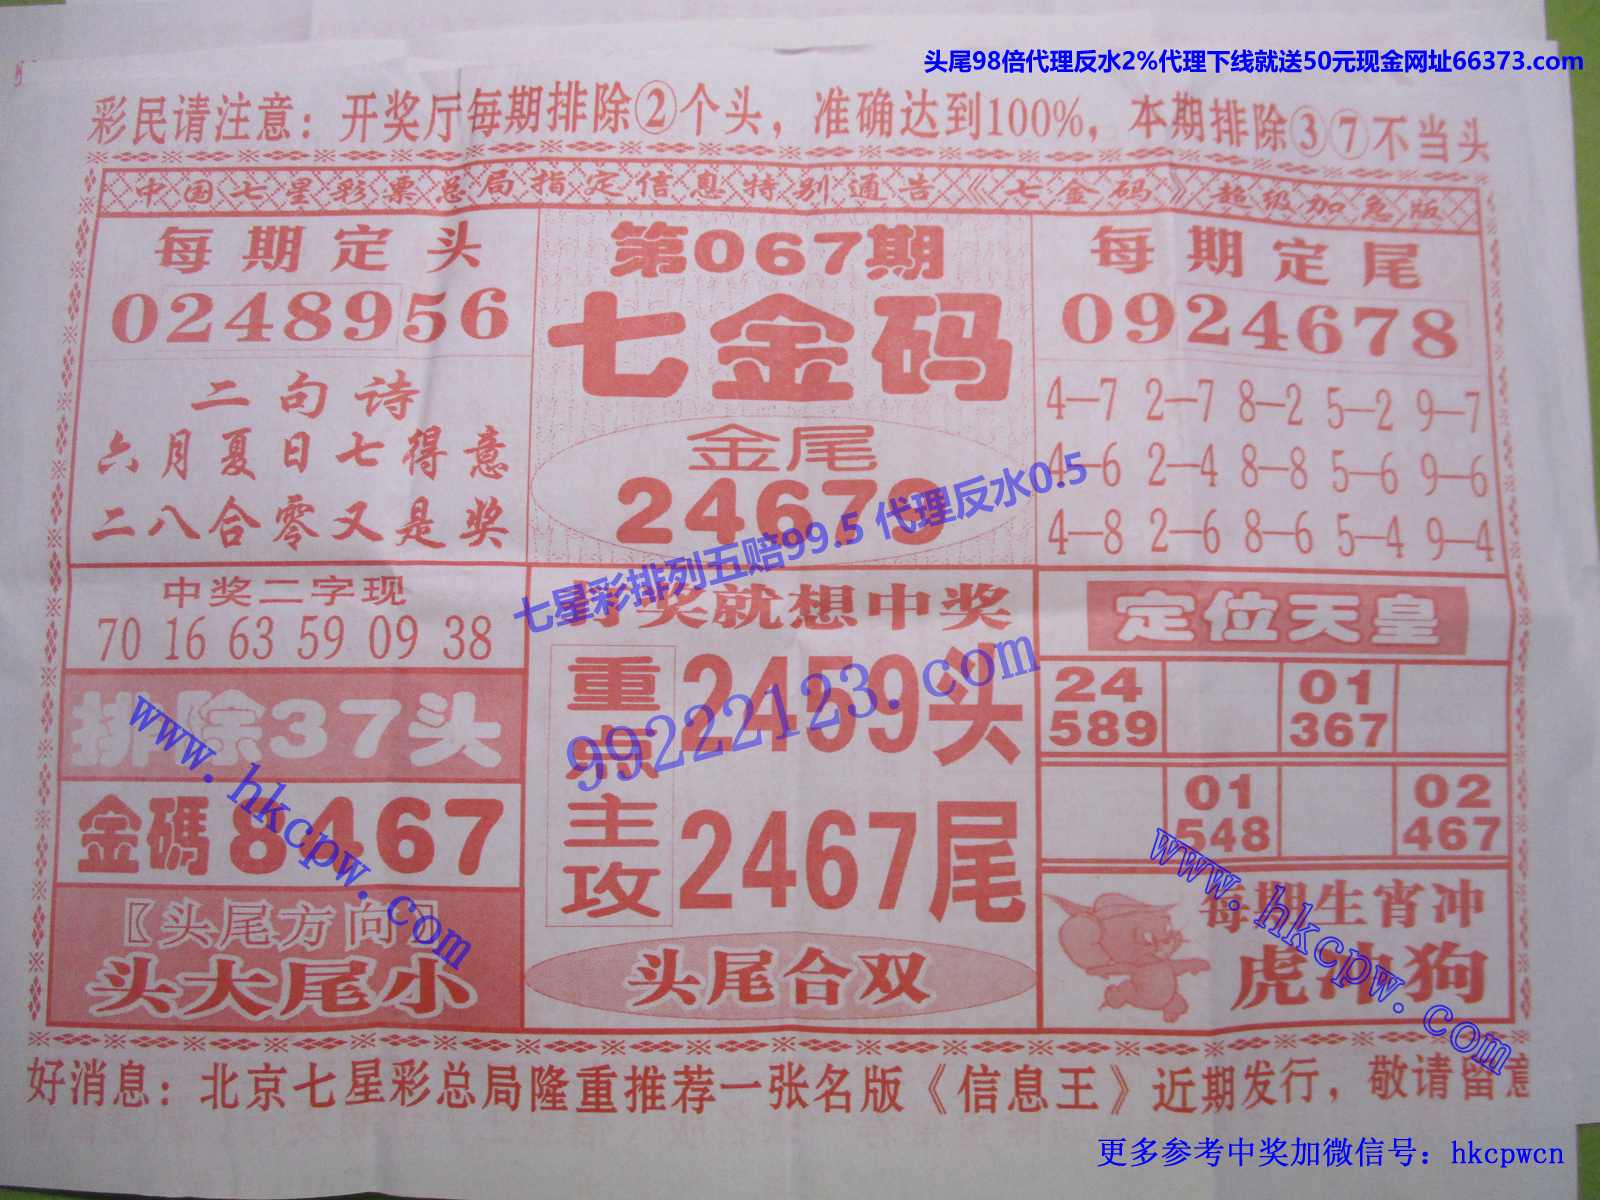 头尾98倍代理反水2%代理下线就送50元现金网址66373.com
彩民请注意：开奖厅每期排除②个头，准确达到100%，本期排除③⑦不当头
中国七星彩票总局指定信息特别通告《七金码》超级加急版
每期定头
0248956
二句诗
六月夏日七得意
二八合零又是奖
第067期
七金码
金尾
24679
每期定尾
0924678
4—7 2—7 8—2 5—2 9—7
4—6 2—4 8—8 5—6 9—6
4—8 2—6 8—6 5—4 9—4
七星彩排列五赔99.5 代理反水0.5
99222123.com
中奖二字现
70 16 63 59 09 38
排除37头
金碼8467
〖头尾方向〗
头大尾小
奖就想中奖
重点主攻
2459头
2467尾
头尾合双
定位天皇
24 01
589 367
01 02
548 467
每期生肖冲
虎冲狗
www.hkcpw.com
www.hkcpw.com
好消息：北京七星彩总局隆重推荐一张名版《信息王》近期发行，敬请留意
更多参考中奖加微信号：hkcpwcn